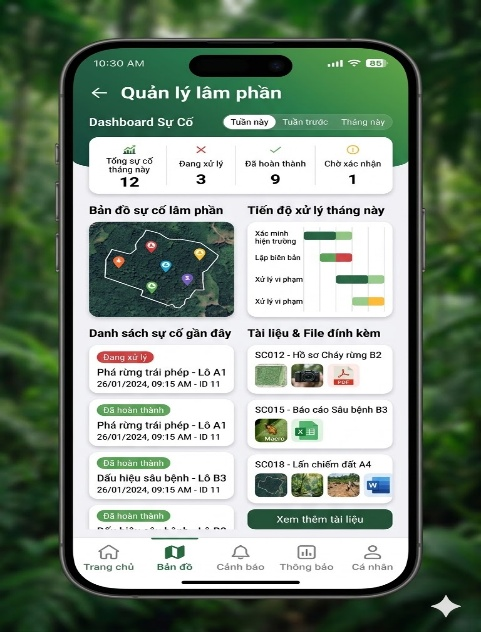 10:30 AM
85
Quản lý lâm phần
Dashboard Sự Cố
Tuần này
Tuần trước
Tháng này
Tổng sự cố
tháng này
12
Đang xử lý
3
Đã hoàn thành
9
Chờ xác nhận
1
Bản đồ sự cố lâm phần
Tiến độ xử lý tháng này
Xác minh
hiện trường
Lập biên bản
Xử lý vi phạm
Xử lý vi phạm
Danh sách sự cố gần đây
Đang xử lý
Phá rừng trái phép - Lô A1
26/01/2024, 09:15 AM - ID 11
Đã hoàn thành
Phá rừng trái phép - Lô A1
26/01/2024, 09:15 AM - ID 11
Đã hoàn thành
Dấu hiệu sâu bệnh - Lô B3
26/01/2024, 09:15 AM - ID 11
Đã hoàn thành
Tài liệu & File đính kèm
SC012 - Hồ sơ Cháy rừng B2
PDF
SC015 - Báo cáo Sâu bệnh B3
Macro
X
SC018 - Lấn chiếm đất A4
W
Xem thêm tài liệu
Trang chủ
Bản đồ
Cảnh báo
Thông báo
Cá nhân